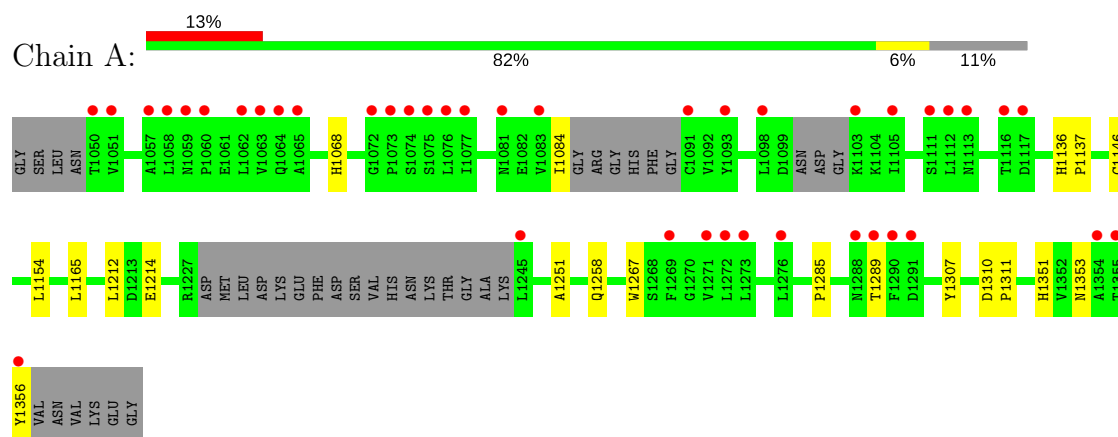 13%
Chain A:
82% 6% 11%
GLY SER LEU ASN T1050 V1051 A1057 L1058 N1059 P1060 E1061 L1062 V1063 Q1064 A1065 H1068 G1072 P1073 S1074 S1075 L1076 I1077 N1081 E1082 V1083 I1084 GLY ARG GLY HIS PHE GLY C1091 V1092 Y1093 L1098 D1099 ASN ASP GLY K1103 K1104 I1105 S1111 L1112 N1113 T1116 D1117 H1136 P1137 C1146
L1154 L1165 L1212 D1213 E1214 R1227 ASP MET LEU ASP LYS GLU PHE ASP SER VAL HIS ASN LYS THR GLY ALA LYS L1245 A1251 Q1258 W1267 S1268 F1269 G1270 V1271 L1272 L1273 L1276 P1285 N1288 T1289 F1290 D1291 Y1307 D1310 P1311 H1351 V1352 N1353 A1354 T1355
Y1356 VAL ASN VAL LYS GLU GLY